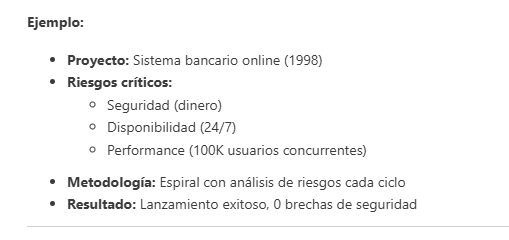 Ejemplo:
• Proyecto: Sistema bancario online (1998)
• Riesgos críticos:
○ Seguridad (dinero)
○ Disponibilidad (24/7)
○ Performance (100K usuarios concurrentes)
• Metodología: Espiral con análisis de riesgos cada ciclo
• Resultado: Lanzamiento exitoso, 0 brechas de seguridad